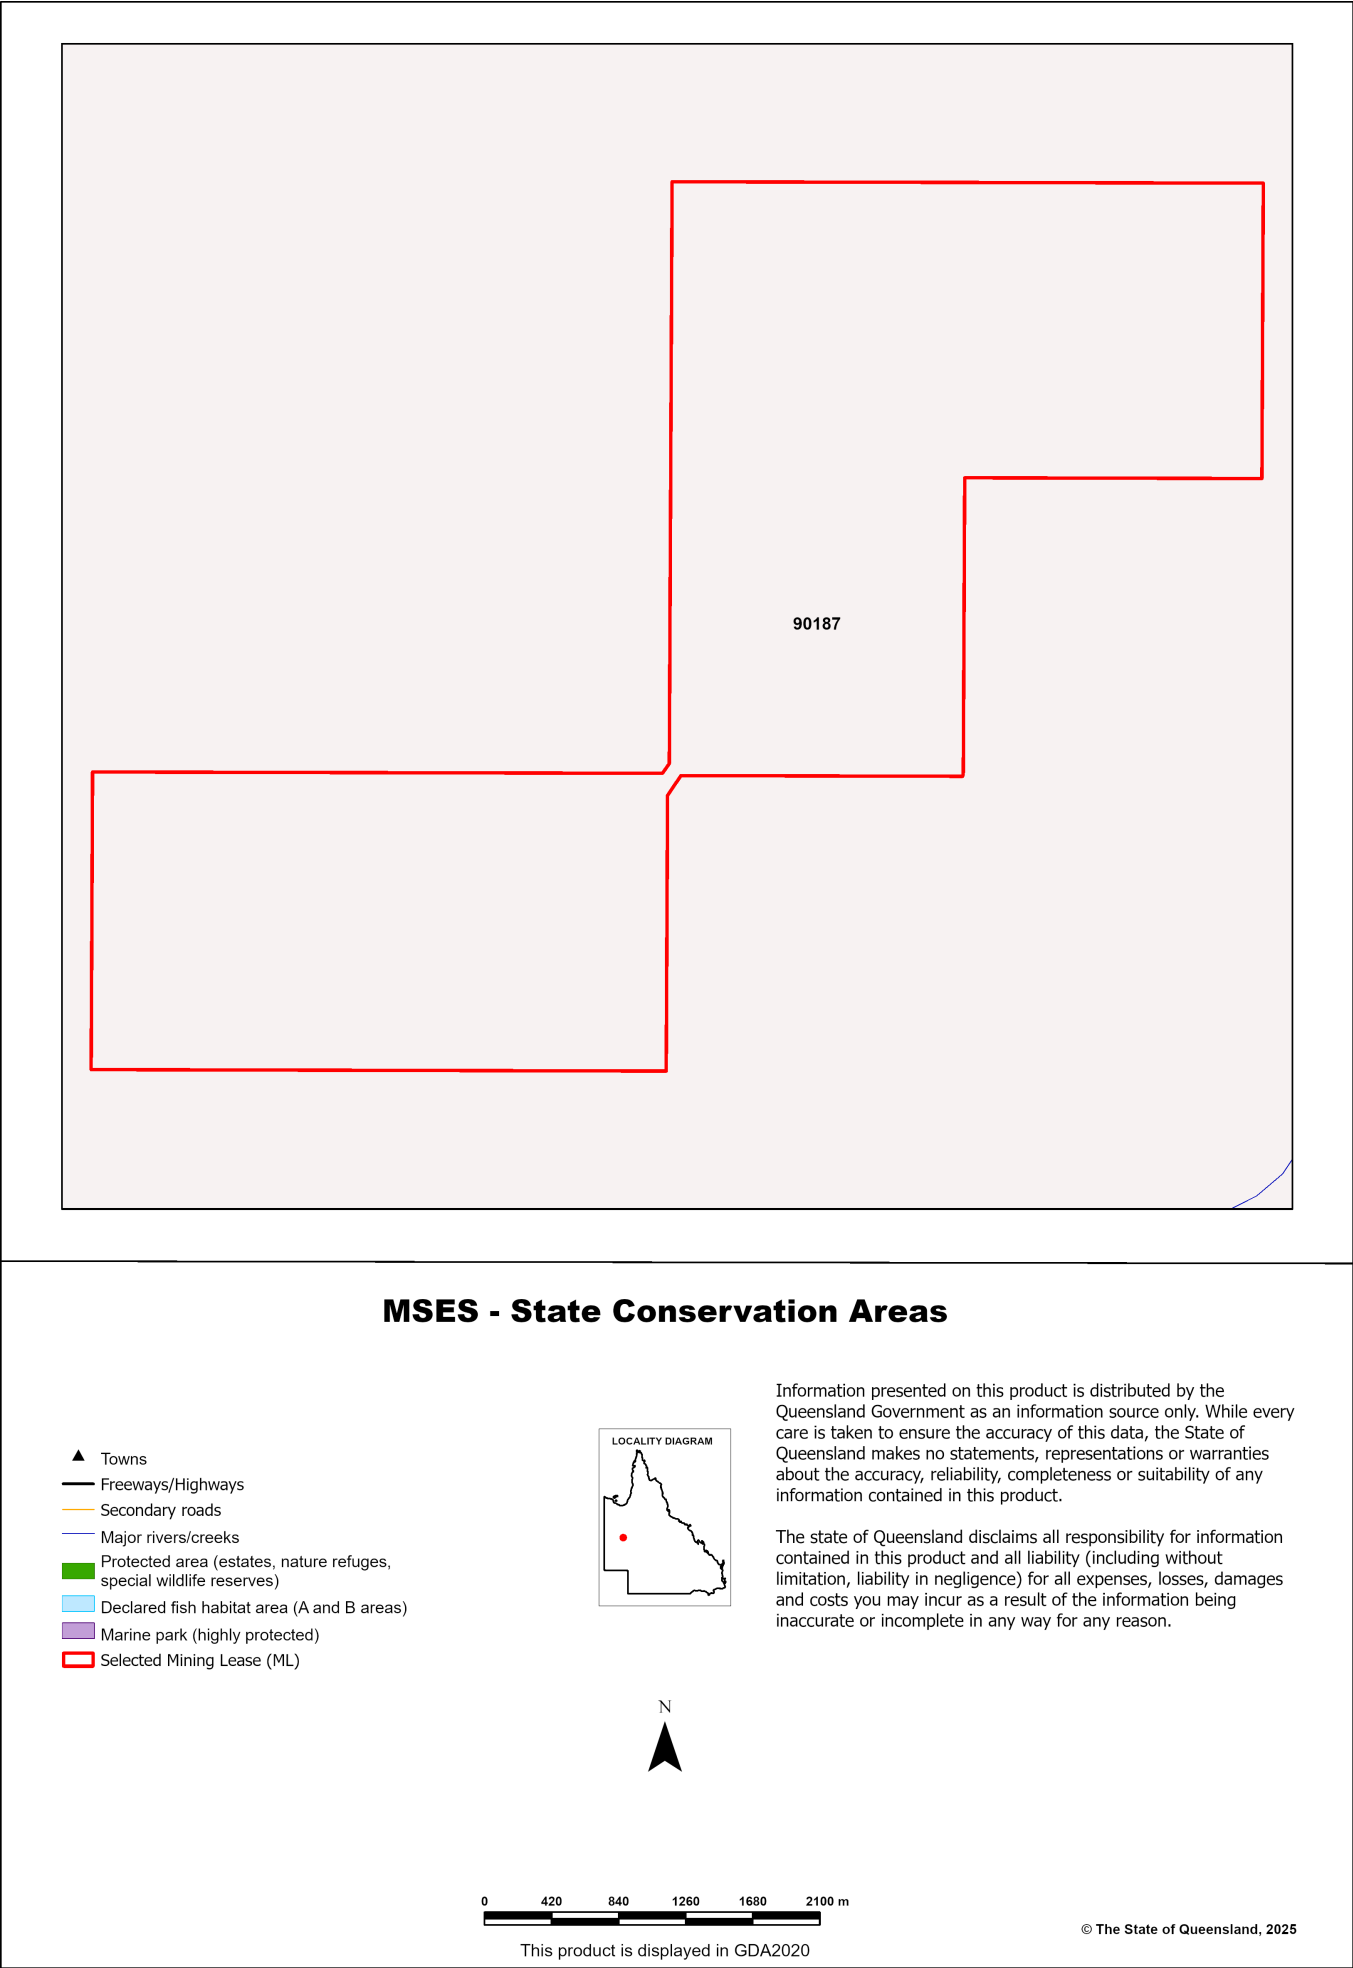 90187
MSES - State Conservation Areas
Towns
Freeways/Highways
Secondary roads
Major rivers/creeks
Protected area (estates, nature refuges,
special wildlife reserves)
Declared fish habitat area (A and B areas)
Marine park (highly protected)
Selected Mining Lease (ML)
LOCALITY DIAGRAM
Information presented on this product is distributed by the
Queensland Government as an information source only. While every
care is taken to ensure the accuracy of this data, the State of
Queensland makes no statements, representations or warranties
about the accuracy, reliability, completeness or suitability of any
information contained in this product.
The state of Queensland disclaims all responsibility for information
contained in this product and all liability (including without
limitation, liability in negligence) for all expenses, losses, damages
and costs you may incur as a result of the information being
inaccurate or incomplete in any way for any reason.
N
0 420 840 1260 1680 2100 m
This product is displayed in GDA2020
© The State of Queensland, 2025